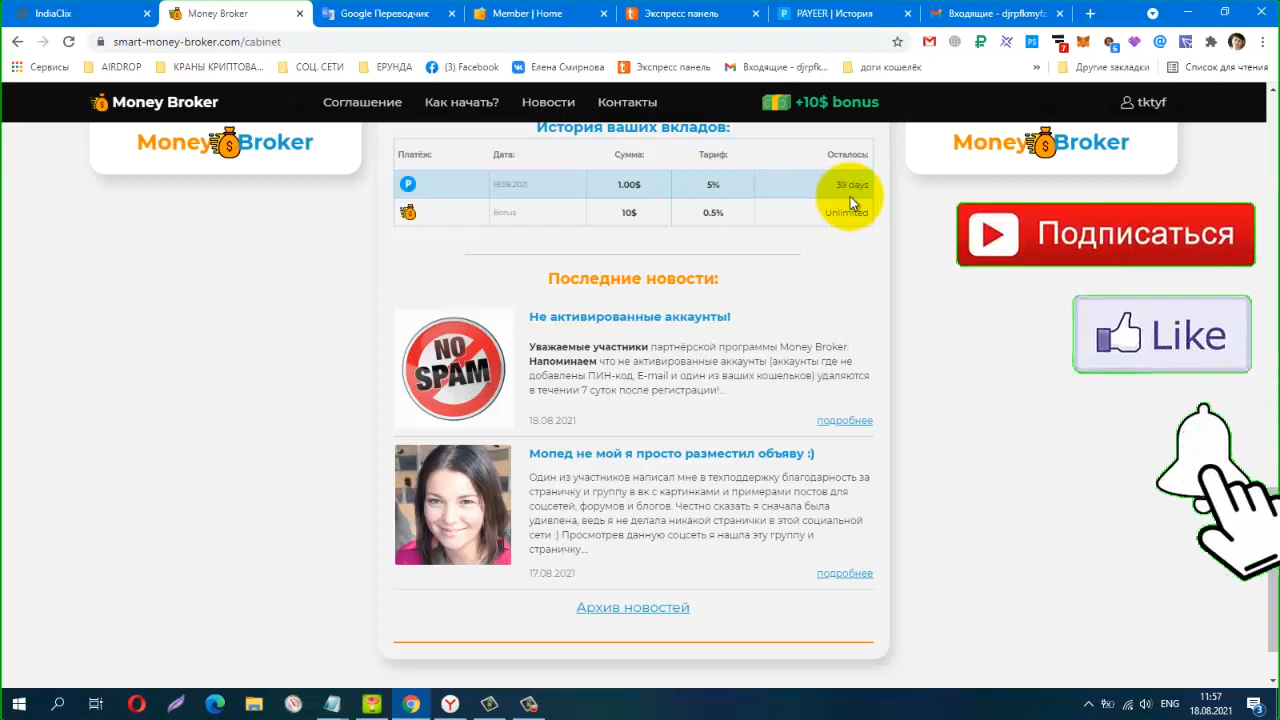 IndiaClix
Money Broker
Google Переводчик
Member | Home
Экспресс панель
PAYEER | История
Входящие - djrpfkmyfz
smart-money-broker.com/cabinet
Сервисы
AIRDROP
КРАНЫ КРИПТОВА...
СОЦ. СЕТИ
ЕРУНДА
(3) Facebook
Елена Смирнова
Экспресс панель
Входящие - djrpfk...
доги кошелёк
»
Другие закладки
Список для чтения
Money Broker
Соглашение
Как начать?
Новости
Контакты
+10$ bonus
tktyf
Money Broker
История ваших вкладов:
Money Broker
Платёж: Дата: Сумма: Тариф: Осталось:
18.08.2021 1.00$ 5% 39 days
Bonus 10$ 0.5% Unlimited
Подписаться
Like
Последние новости:
NO SPAM
Не активированные аккаунты!
Уважаемые участники партнёрской программы Money Broker.
Напоминаем что не активированные аккаунты (аккаунты где не
добавлены ПИН-код, E-mail и один из ваших кошельков) удаляются
в течении 7 суток после регистрации!...
18.08.2021 подробнее
Мопед не мой я просто разместил объяву :)
Один из участников написал мне в техподдержку благодарность за
страничку и группу в вк с картинками и примерами постов для
соцсетей, форумов и блогов. Честно сказать я сначала была
удивлена, ведь я не делала никакой странички в этой социальной
сети :) Просмотрев данную соцсеть я нашла эту группу и
страничку....
17.08.2021 подробнее
Архив новостей
ENG
11:57
18.08.2021